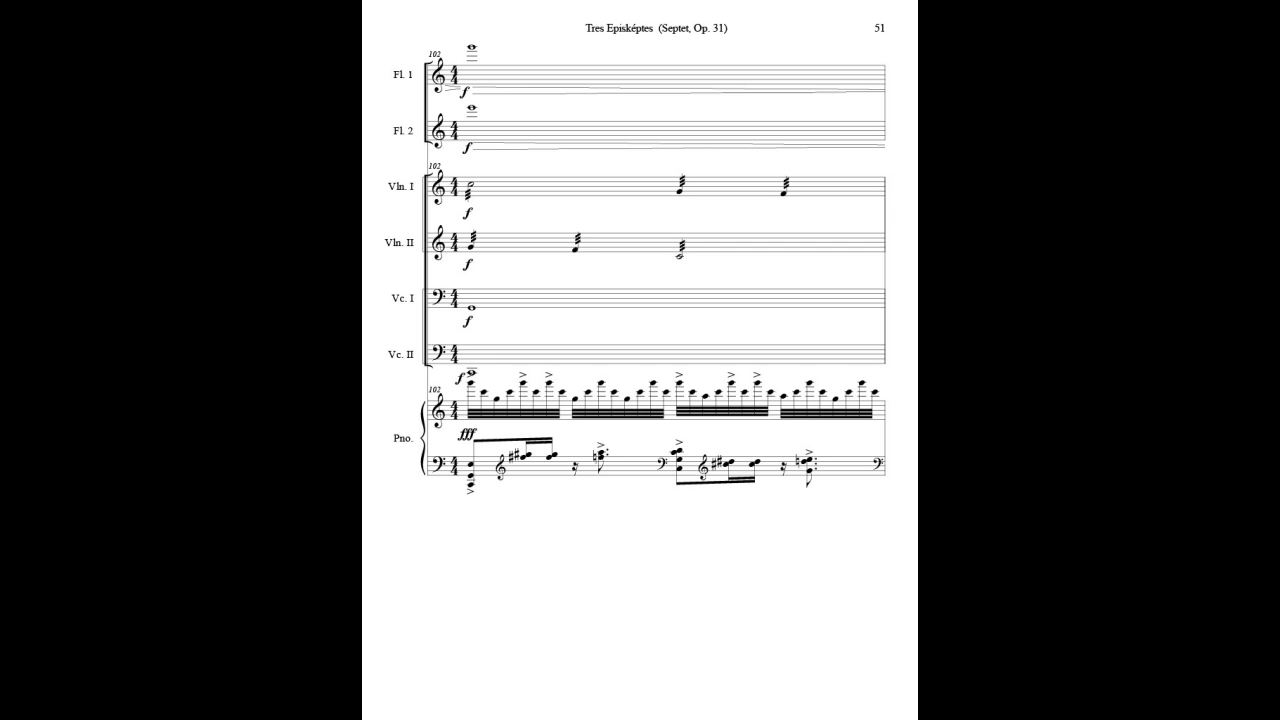 Tres Episképtes (Septet, Op. 31) 51
102
Fl. 1
f
Fl. 2
f
102
Vln. I
f
Vln. II
f
Vc. I
f
Vc. II
f
102
Pno.
fff